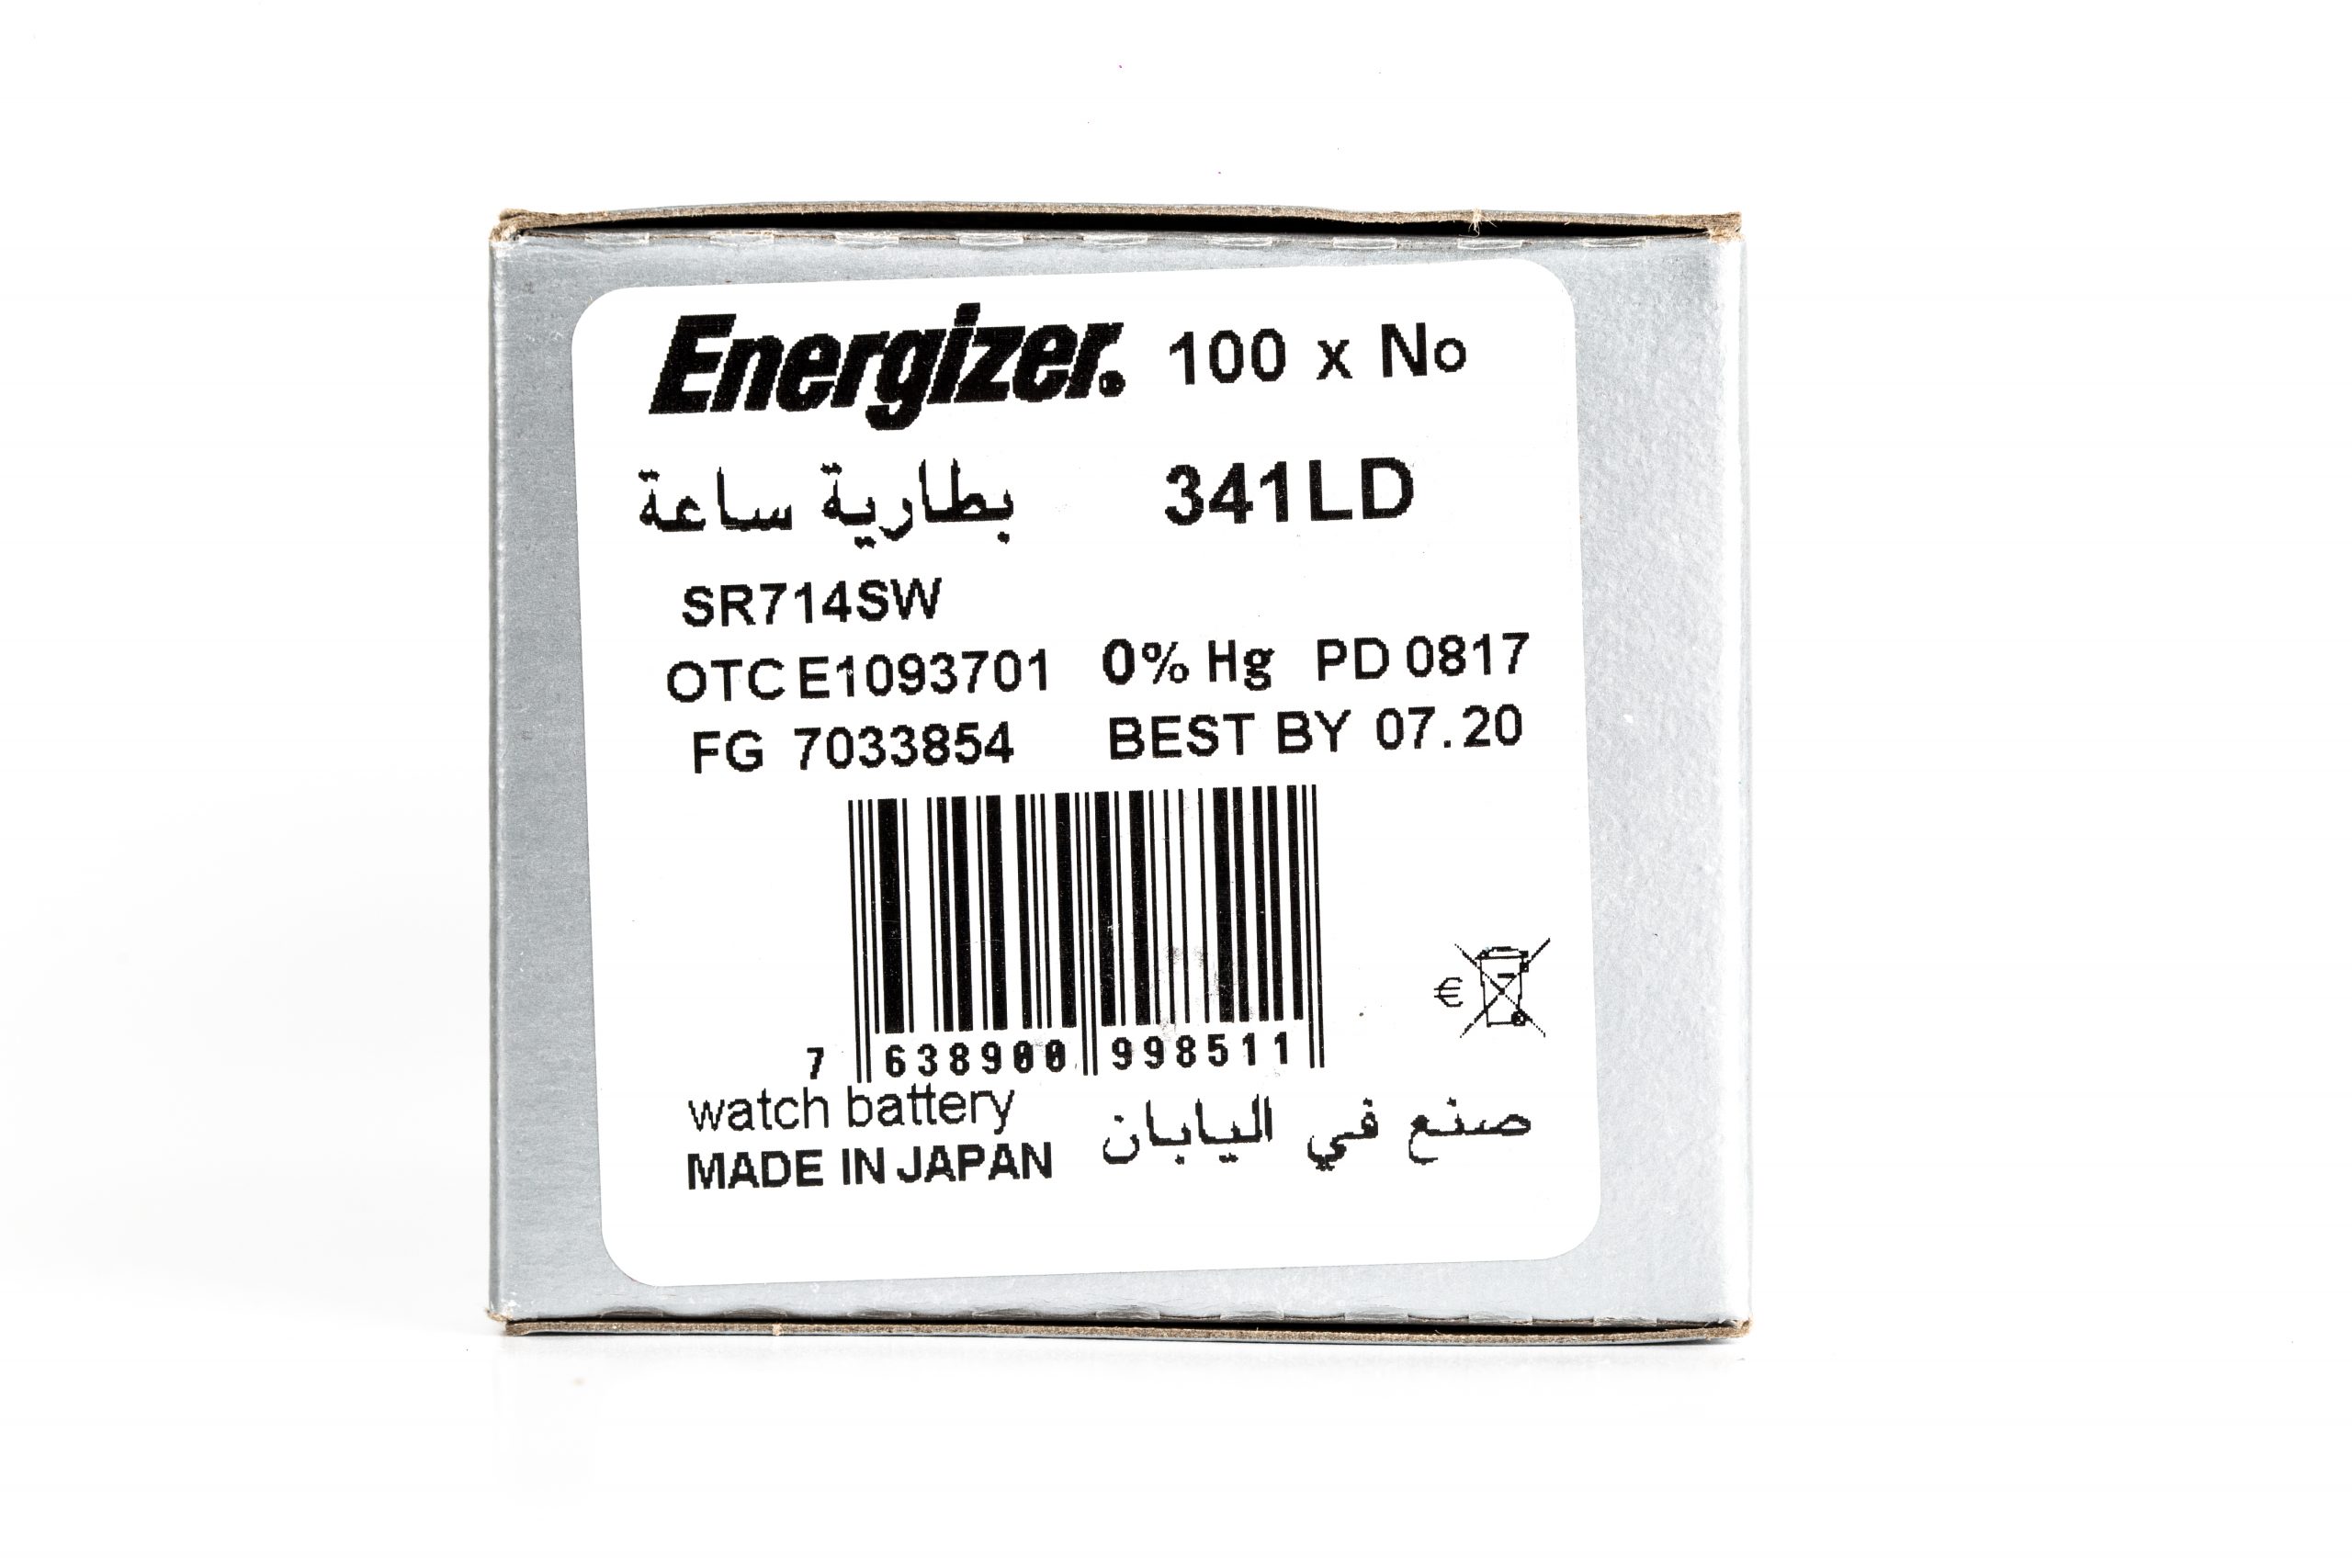 Energizer. 100 x No
بطارية ساعة 341LD
SR714SW
OTC E1093701 0% Hg PD 0817
FG 7033854 BEST BY 07.20
7 638900 998511
€
watch battery
صنع في اليابان
MADE IN JAPAN